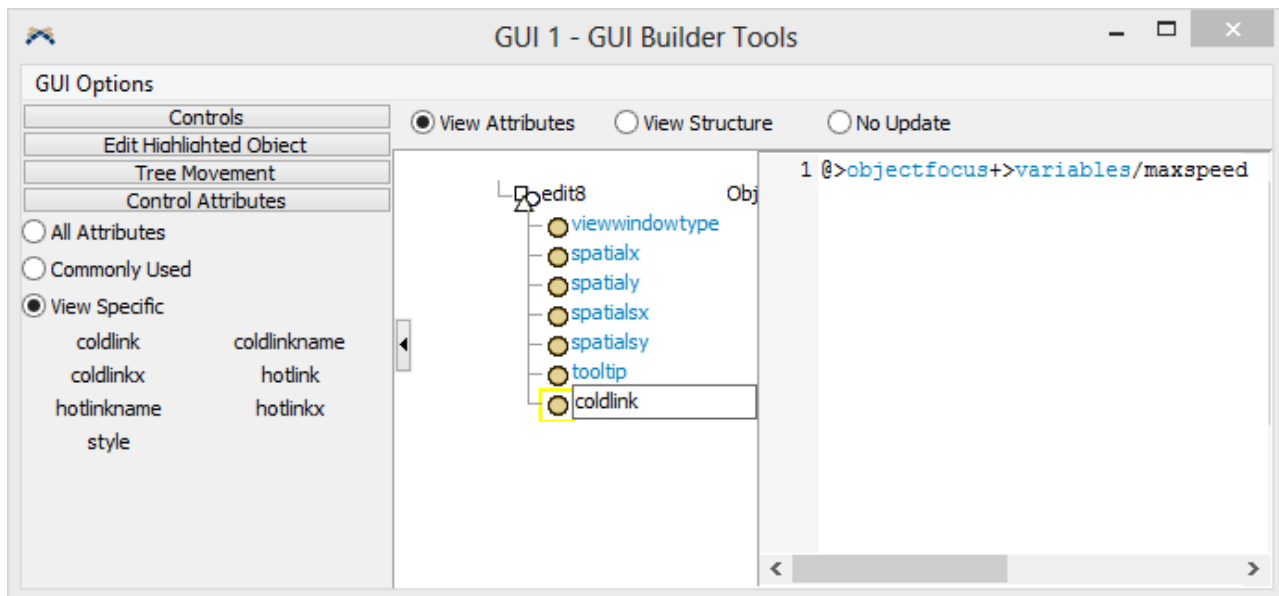 GUI 1 - GUI Builder Tools
GUI Options
Controls
Edit Highlighted Object
Tree Movement
Control Attributes
All Attributes
Commonly Used
View Specific
coldlink coldlinkname
coldlinkx hotlink
hotlinkname hotlinkx
style
View Attributes View Structure No Update
edit8 Obj
viewwindowtype
spatialx
spatialy
spatialsx
spatialsy
tooltip
coldlink
1 @>objectfocus+>variables/maxspeed